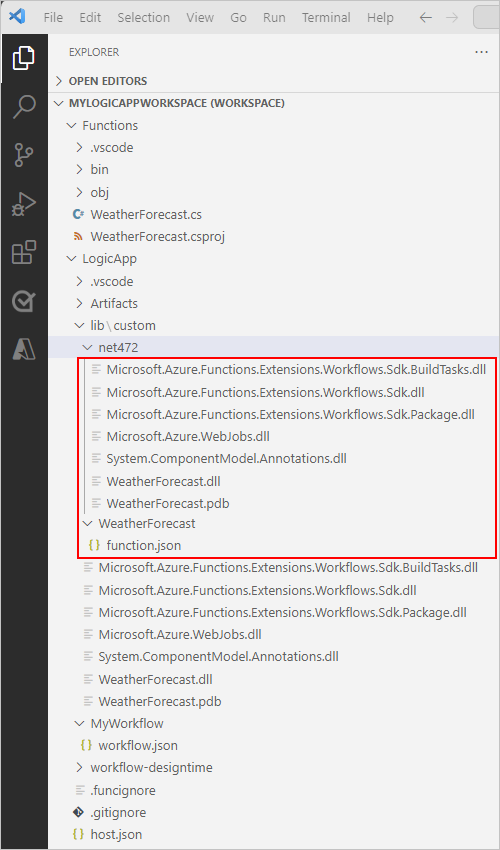 File Edit Selection View Go Run Terminal Help
EXPLORER
OPEN EDITORS
MYLOGICAPPWORKSPACE (WORKSPACE)
Functions
.vscode
bin
obj
WeatherForecast.cs
WeatherForecast.csproj
LogicApp
.vscode
Artifacts
lib\custom
net472
Microsoft.Azure.Functions.Extensions.Workflows.Sdk.BuildTasks.dll
Microsoft.Azure.Functions.Extensions.Workflows.Sdk.dll
Microsoft.Azure.Functions.Extensions.Workflows.Sdk.Package.dll
Microsoft.Azure.WebJobs.dll
System.ComponentModel.Annotations.dll
WeatherForecast.dll
WeatherForecast.pdb
WeatherForecast
function.json
Microsoft.Azure.Functions.Extensions.Workflows.Sdk.BuildTasks.dll
Microsoft.Azure.Functions.Extensions.Workflows.Sdk.dll
Microsoft.Azure.Functions.Extensions.Workflows.Sdk.Package.dll
Microsoft.Azure.WebJobs.dll
System.ComponentModel.Annotations.dll
WeatherForecast.dll
WeatherForecast.pdb
MyWorkflow
workflow.json
workflow-designtime
.funcignore
.gitignore
host.json